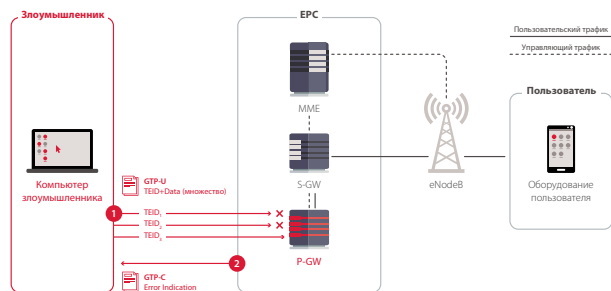 Злоумышленник
EPC
Пользовательский трафик
Управляющий трафик
Пользователь
MME
Компьютер
злоумышленника
GTP-U
TEID+Data (множество)
S-GW
eNodeB
Оборудование
пользователя
1
TEID₁
TEID₂
TEID₃
P-GW
2
GTP-C
Error Indication